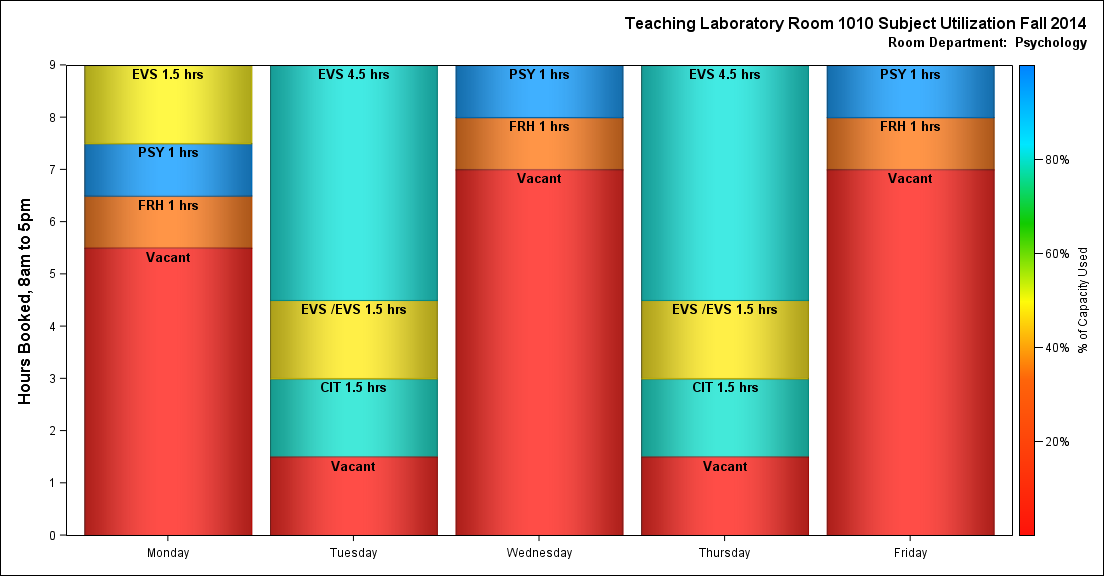 Teaching Laboratory Room 1010 Subject Utilization Fall 2014
Room Department:  Psychology
Hours Booked, 8am to 5pm
9
8
7
6
5
4
3
2
1
0
EVS 1.5 hrs
PSY 1 hrs
FRH 1 hrs
Vacant
EVS 4.5 hrs
EVS /EVS 1.5 hrs
CIT 1.5 hrs
Vacant
PSY 1 hrs
FRH 1 hrs
Vacant
EVS 4.5 hrs
EVS /EVS 1.5 hrs
CIT 1.5 hrs
Vacant
PSY 1 hrs
FRH 1 hrs
Vacant
Monday
Tuesday
Wednesday
Thursday
Friday
80%
60%
40%
20%
% of Capacity Used